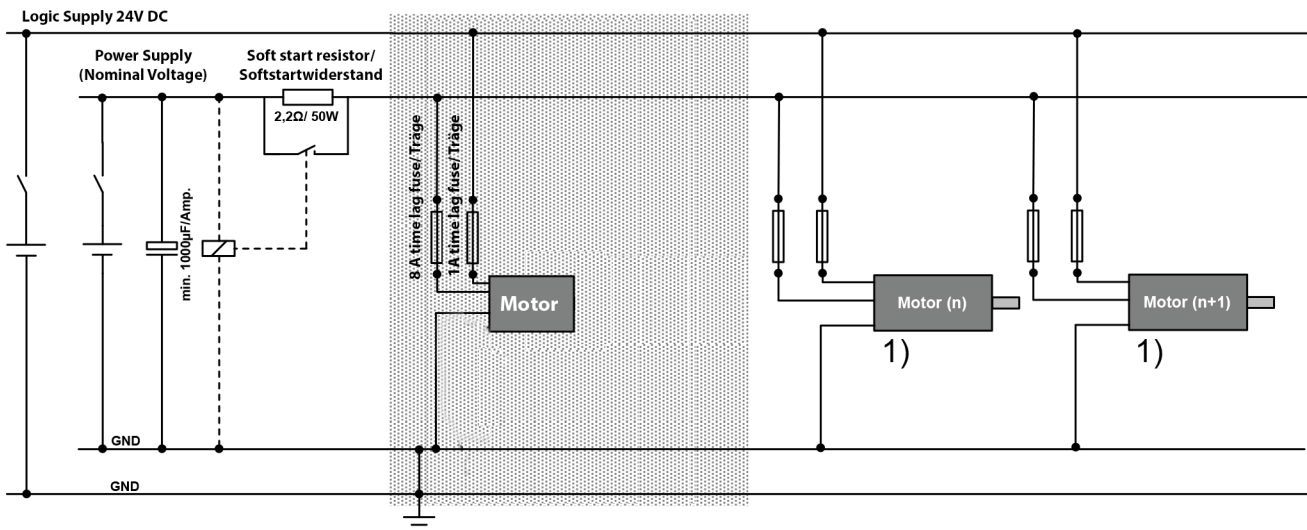 Logic Supply 24V DC
Power Supply
(Nominal Voltage)
Soft start resistor/
Softstartwiderstand
2,2Ω/ 50W
min. 1000µF/Amp.
8 A time lag fuse/ Träge
1A time lag fuse/ Träge
Motor
Motor (n)
1)
Motor (n+1)
1)
GND
GND